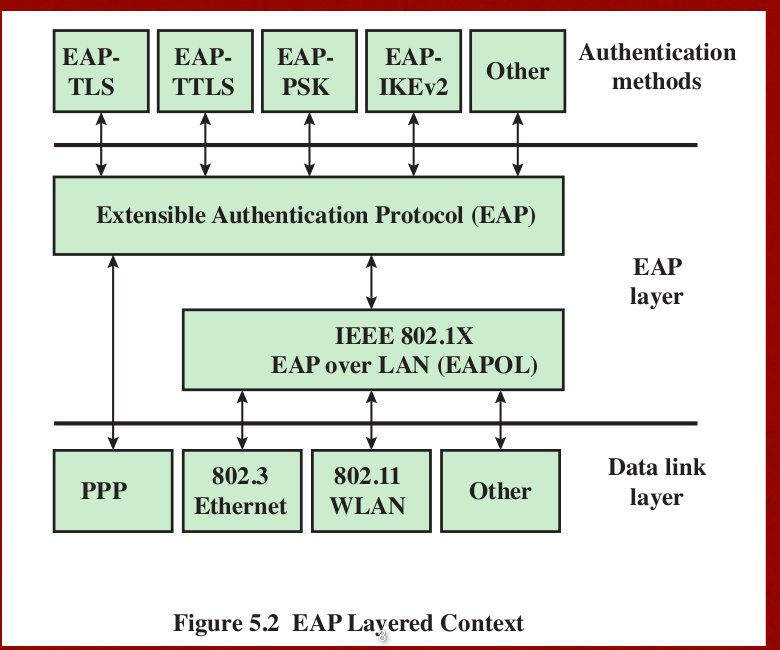 EAP-
TLS
EAP-
TTLS
EAP-
PSK
EAP-
IKEv2
Other
Authentication
methods
Extensible Authentication Protocol (EAP)
EAP
layer
IEEE 802.1X
EAP over LAN (EAPOL)
PPP
802.3
Ethernet
802.11
WLAN
Other
Data link
layer
Figure 5.2 EAP Layered Context
8